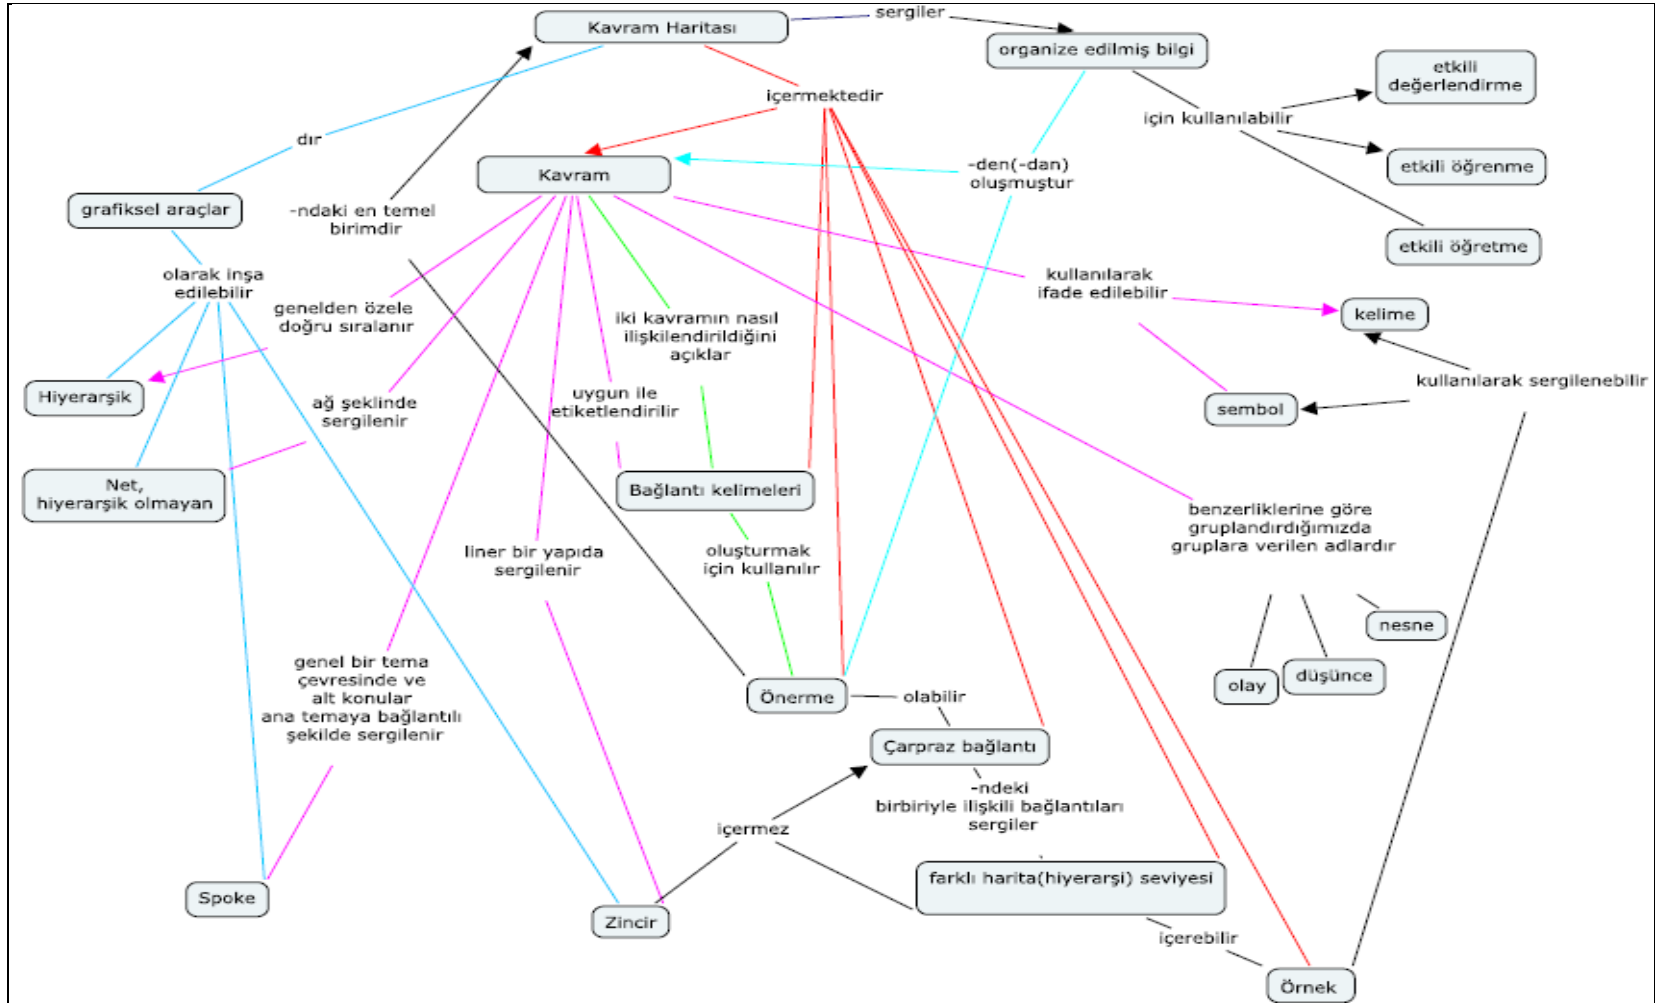 Kavram Haritası
sergiler
organize edilmiş bilgi
etkili
değerlendirme
içermektedir
için kullanılabilir
dır
-den(-dan)
oluşmuştur
etkili öğrenme
Kavram
grafiksel araçlar
-ndaki en temel
birimdir
etkili öğretme
olarak inşa
edilebilir
kullanılarak
ifade edilebilir
genelden özele
doğru sıralanır
iki kavramın nasıl
ilişkilendirildiğini
açıklar
kelime
Hiyerarşik
ağ şeklinde
sergilenir
uygun ile
etiketlendirilir
kullanılarak sergilenebilir
sembol
Net,
hiyerarşik olmayan
Bağlantı kelimeleri
benzerliklerine göre
gruplandırdığımızda
gruplara verilen adlardır
liner bir yapıda
sergilenir
oluşturmak
için kullanılır
nesne
genel bir tema
çevresinde ve
alt konular
ana temaya bağlantılı
şekilde sergilenir
olay
düşünce
Önerme
olabilir
Çarpraz bağlantı
-ndeki
birbiriyle ilişkili bağlantıları
sergiler
içermez
Spoke
farklı harita(hiyerarşi) seviyesi
Zincir
içerebilir
Örnek